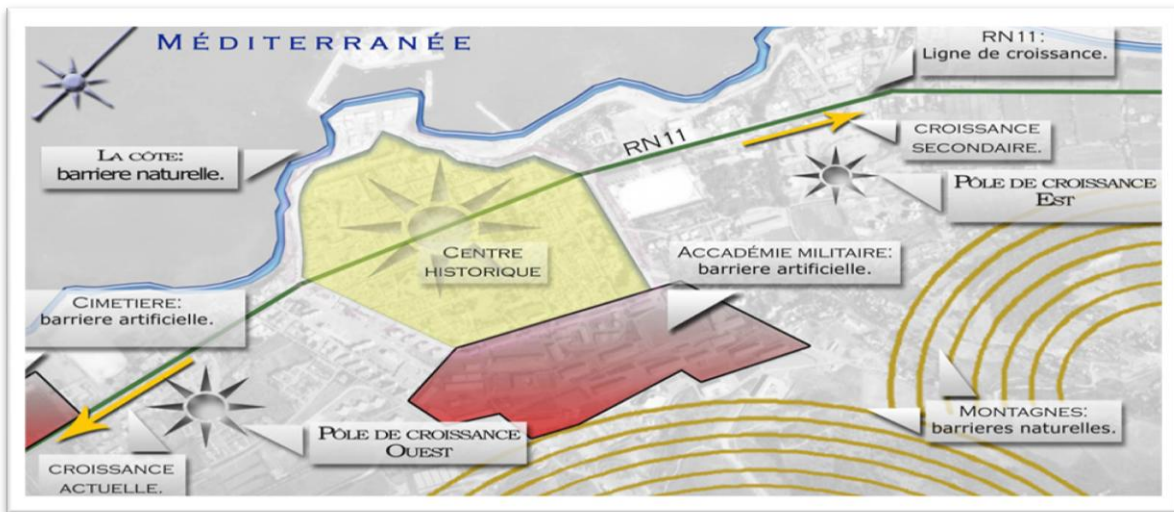 MÉDITERRANÉE
RN11:
Ligne de croissance.
RN11
CROISSANCE
SECONDAIRE.
LA CÔTE:
barriere naturelle.
PÔLE DE CROISSANCE
EST
CENTRE
HISTORIQUE
ACCADÉMIE MILITAIRE:
barriere artificielle.
CIMETIERE:
barriere artificielle.
MONTAGNES:
barrieres naturelles.
PÔLE DE CROISSANCE
OUEST
CROISSANCE
ACTUELLE.